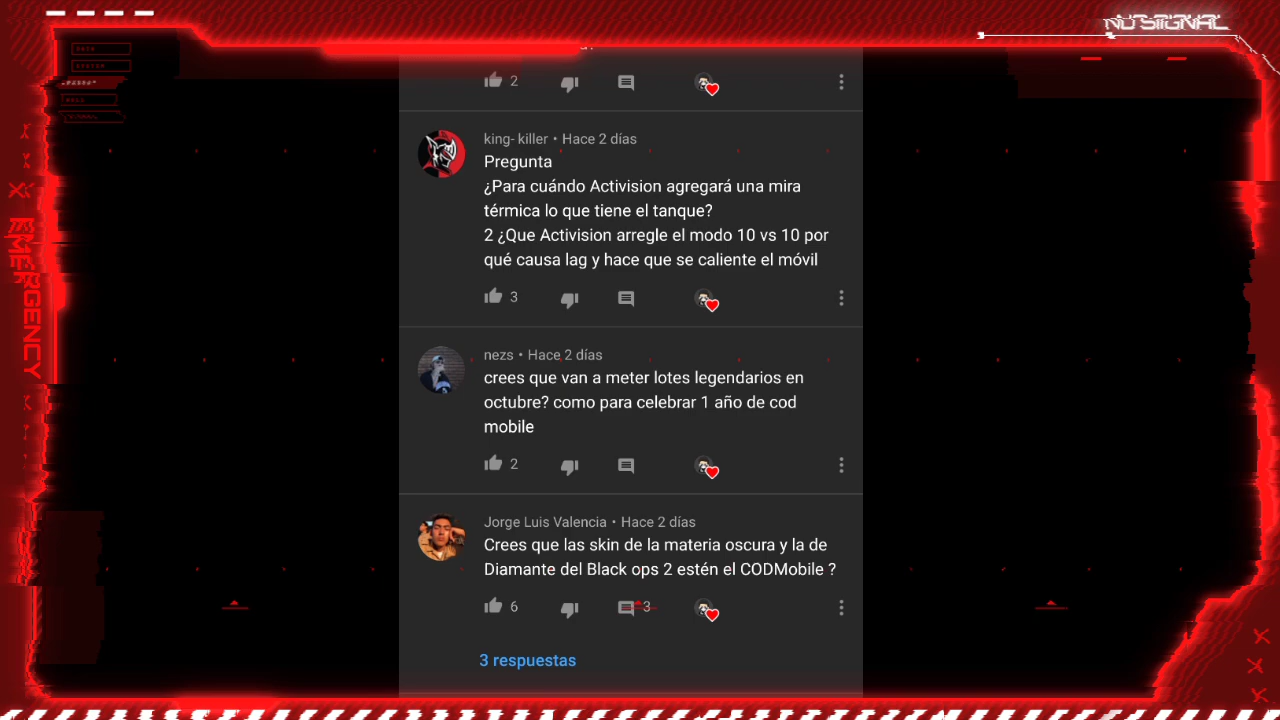 NO SIGNAL
DATA
SYSTEM
EMERGENCY
2
king- killer • Hace 2 días
Pregunta
¿Para cuándo Activision agregará una mira
térmica lo que tiene el tanque?
2 ¿Que Activision arregle el modo 10 vs 10 por
qué causa lag y hace que se caliente el móvil
3
nezs • Hace 2 días
crees que van a meter lotes legendarios en
octubre? como para celebrar 1 año de cod
mobile
2
Jorge Luis Valencia • Hace 2 días
Crees que las skin de la materia oscura y la de
Diamante del Black ops 2 estén el CODMobile ?
6 3
3 respuestas